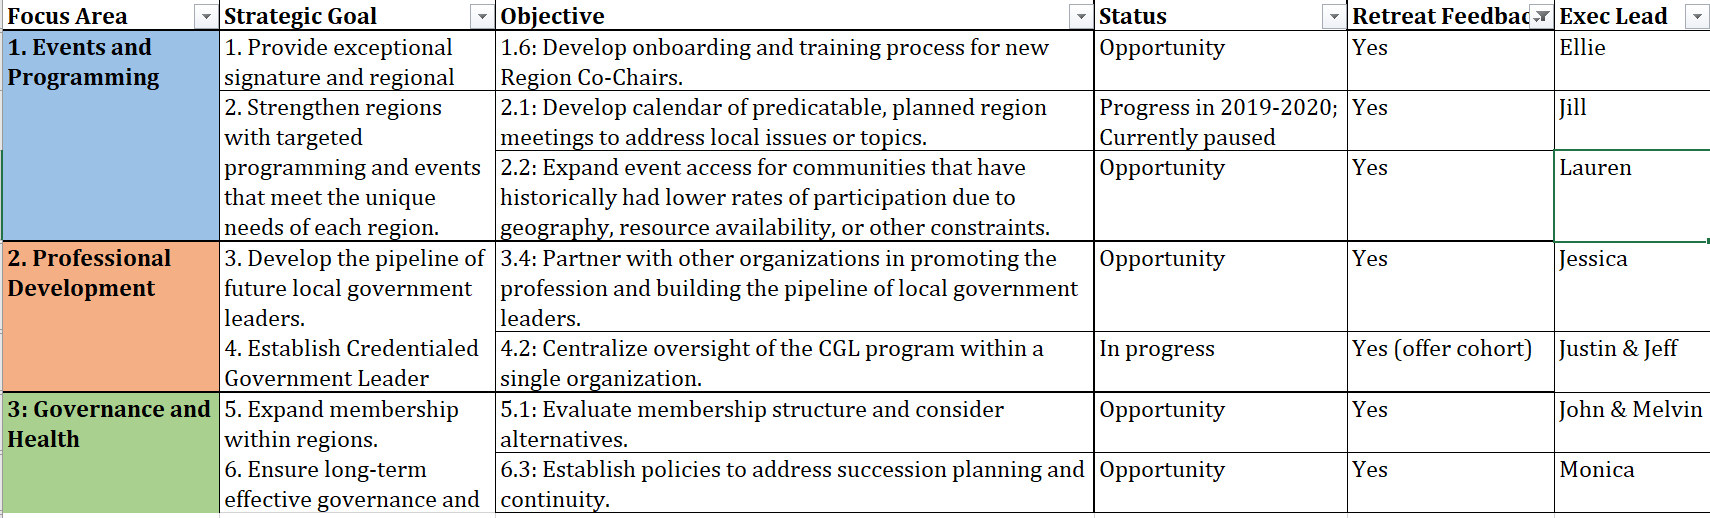 Focus Area Strategic Goal Objective Status Retreat Feedbac Exec Lead
1. Events and
Programming
1. Provide exceptional
signature and regional
1.6: Develop onboarding and training process for new
Region Co-Chairs.
Opportunity
Yes
Ellie
2. Strengthen regions
with targeted
programming and events
that meet the unique
needs of each region.
2.1: Develop calendar of predicatable, planned region
meetings to address local issues or topics.
Progress in 2019-2020;
Currently paused
Yes
Jill
2.2: Expand event access for communities that have
historically had lower rates of participation due to
geography, resource availability, or other constraints.
Opportunity
Yes
Lauren
2. Professional
Development
3. Develop the pipeline of
future local government
leaders.
3.4: Partner with other organizations in promoting the
profession and building the pipeline of local government
leaders.
Opportunity
Yes
Jessica
4. Establish Credentialed
Government Leader
4.2: Centralize oversight of the CGL program within a
single organization.
In progress
Yes (offer cohort)
Justin & Jeff
3: Governance and
Health
5. Expand membership
within regions.
5.1: Evaluate membership structure and consider
alternatives.
Opportunity
Yes
John & Melvin
6. Ensure long-term
effective governance and
6.3: Establish policies to address succession planning and
continuity.
Opportunity
Yes
Monica